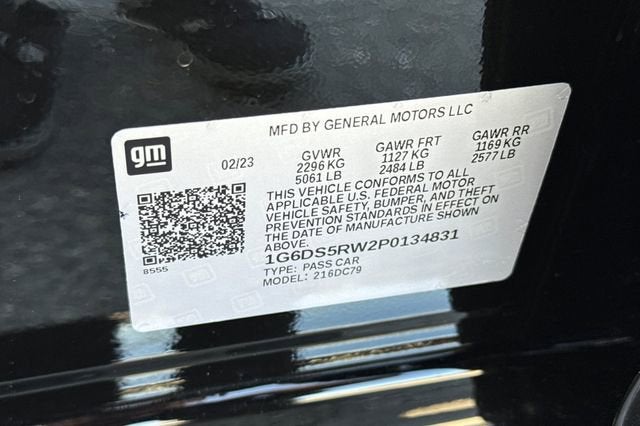 MFD BY GENERAL MOTORS LLC
gm
02/23
GVWR GAWR FRT GAWR RR
2296 KG 1127 KG 1169 KG
5061 LB 2484 LB 2577 LB
THIS VEHICLE CONFORMS TO ALL
APPLICABLE U.S. FEDERAL MOTOR
VEHICLE SAFETY, BUMPER, AND THEFT
PREVENTION STANDARDS IN EFFECT ON
THE DATE OF MANUFACTURE SHOWN
ABOVE.
1G6DS5RW2P0134831
8555
TYPE: PASS CAR
MODEL: 216DC79